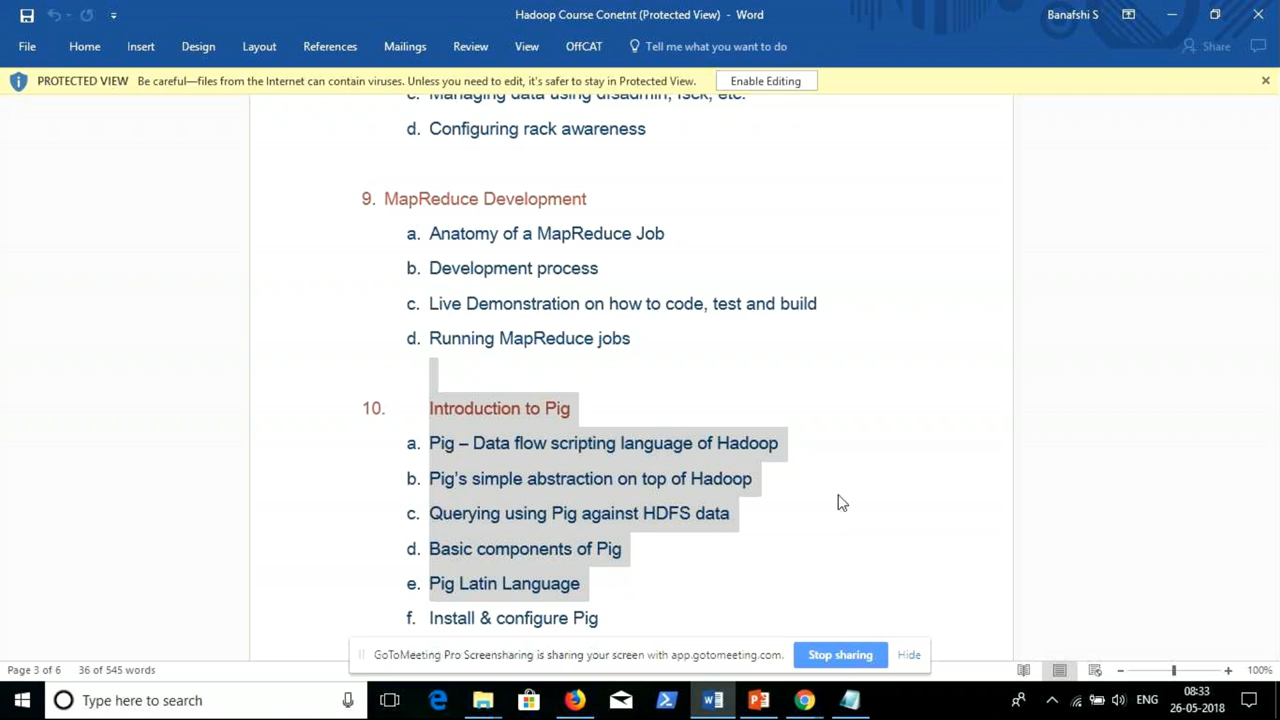 Hadoop Course Conetnt (Protected View) - Word
Banafshi S
File Home Insert Design Layout References Mailings Review View OffCAT Tell me what you want to do Share
PROTECTED VIEW Be careful—files from the Internet can contain viruses. Unless you need to edit, it's safer to stay in Protected View. Enable Editing
c. Managing data using dfsadmin, fsck, etc.
d. Configuring rack awareness
9. MapReduce Development
a. Anatomy of a MapReduce Job
b. Development process
c. Live Demonstration on how to code, test and build
d. Running MapReduce jobs
10. Introduction to Pig
a. Pig – Data flow scripting language of Hadoop
b. Pig's simple abstraction on top of Hadoop
c. Querying using Pig against HDFS data
d. Basic components of Pig
e. Pig Latin Language
f. Install & configure Pig
GoToMeeting Pro Screensharing is sharing your screen with app.gotomeeting.com. Stop sharing Hide
Page 3 of 6 36 of 545 words 100%
Type here to search
ENG
08:33
26-05-2018